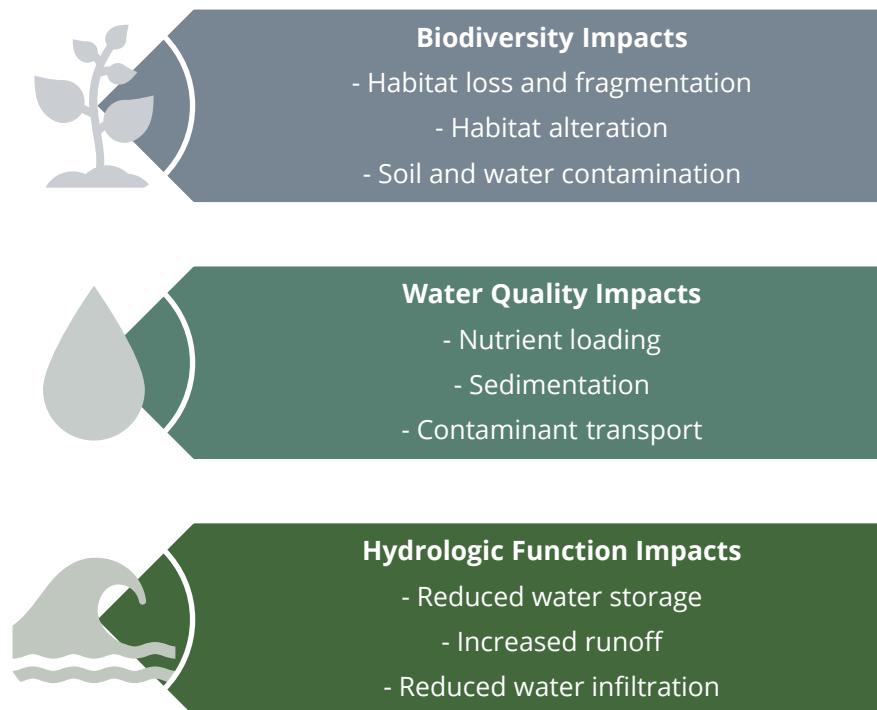 Biodiversity Impacts
- Habitat loss and fragmentation
- Habitat alteration
- Soil and water contamination
Water Quality Impacts
- Nutrient loading
- Sedimentation
- Contaminant transport
Hydrologic Function Impacts
- Reduced water storage
- Increased runoff
- Reduced water infiltration